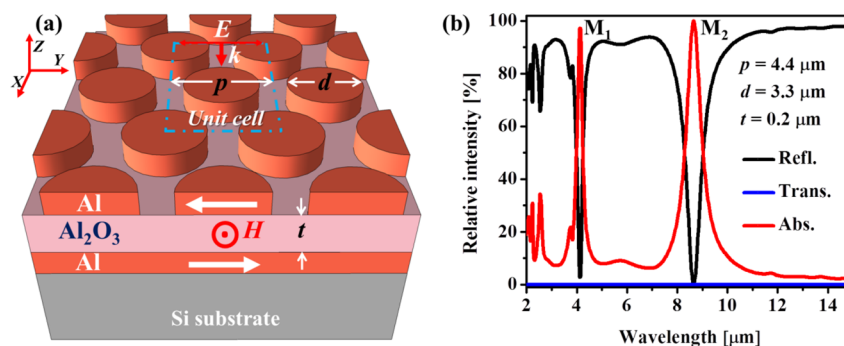 (a)
Z
Y
X
E
k
p
d
Unit cell
Al
Al₂O₃
H
t
Al
Si substrate
(b)
M₁
M₂
p = 4.4 μm
d = 3.3 μm
t = 0.2 μm
Refl.
Trans.
Abs.
Relative intensity [%]
100
80
60
40
20
0
2
4
6
8
10
12
14
Wavelength [μm]